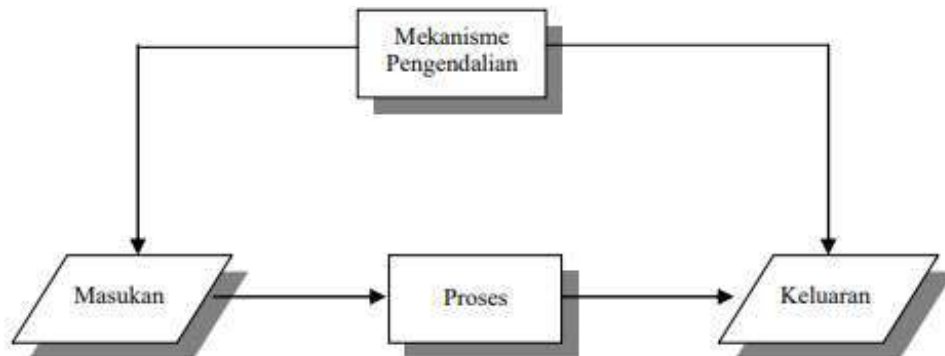 Mekanisme
Pengendalian
Masukan
Proses
Keluaran